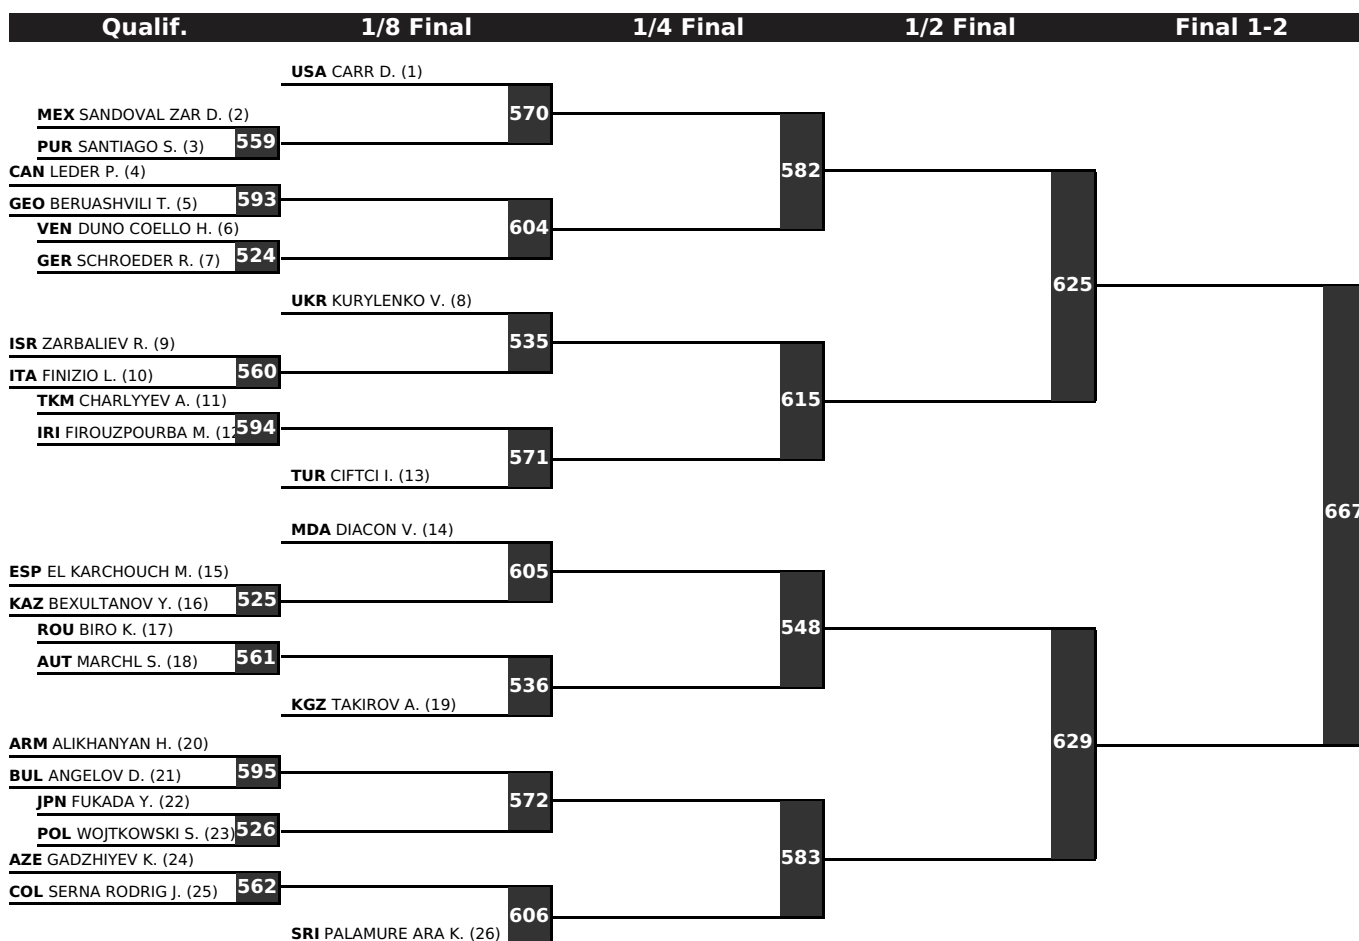 Qualif. 1/8 Final 1/4 Final 1/2 Final Final 1-2
USA CARR D. (1)
570
MEX SANDOVAL ZAR D. (2)
559
PUR SANTIAGO S. (3)
582
CAN LEDER P. (4)
593
GEO BERUASHVILI T. (5)
604
VEN DUNO COELLO H. (6)
524
GER SCHROEDER R. (7)
625
UKR KURYLENKO V. (8)
535
ISR ZARBALIEV R. (9)
560
ITA FINIZIO L. (10)
615
TKM CHARLYYEV A. (11)
594
IRI FIROUZPOURBA M. (12
571
TUR CIFTCI I. (13)
667
MDA DIACON V. (14)
605
ESP EL KARCHOUCH M. (15)
525
KAZ BEXULTANOV Y. (16)
548
ROU BIRO K. (17)
561
AUT MARCHL S. (18)
536
KGZ TAKIROV A. (19)
629
ARM ALIKHANYAN H. (20)
595
BUL ANGELOV D. (21)
572
JPN FUKADA Y. (22)
526
POL WOJTKOWSKI S. (23)
583
AZE GADZHIYEV K. (24)
562
COL SERNA RODRIG J. (25)
606
SRI PALAMURE ARA K. (26)